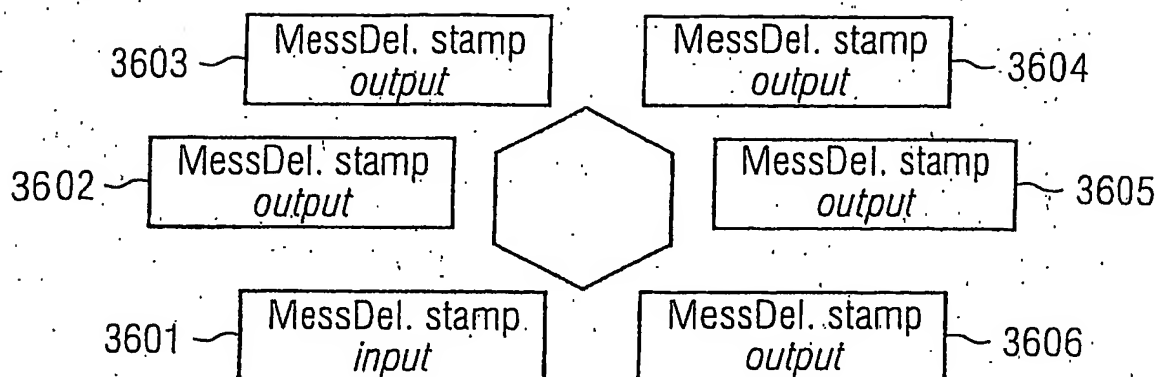 3603 MessDel. stamp output
MessDel. stamp output 3604
3602 MessDel. stamp output
MessDel. stamp output 3605
3601 MessDel. stamp input
MessDel. stamp output 3606